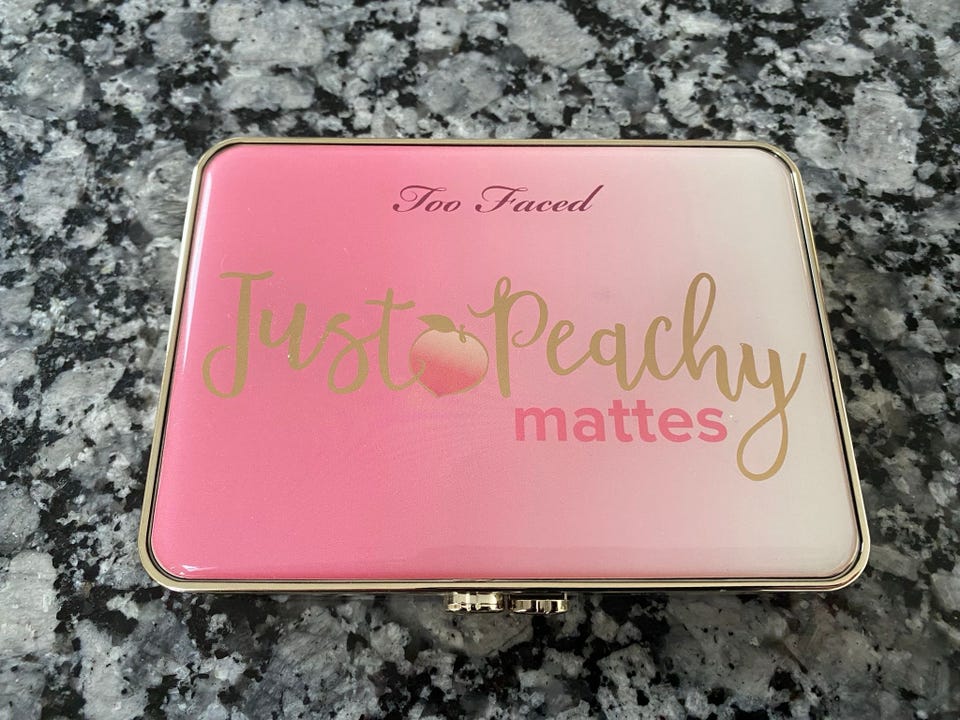 Too Faced
Just Peachy
mattes